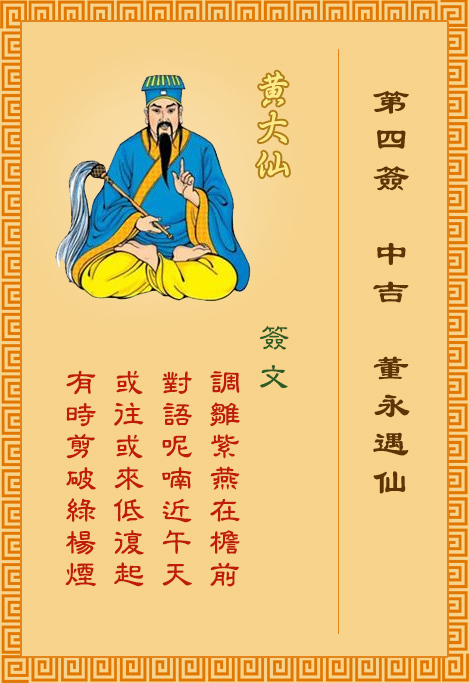 第四簽 中吉 董永遇仙
黄大仙
簽文
調雛紫燕在檐前
對語呢喃近午天
或往或來低復起
有時剪破綠楊煙